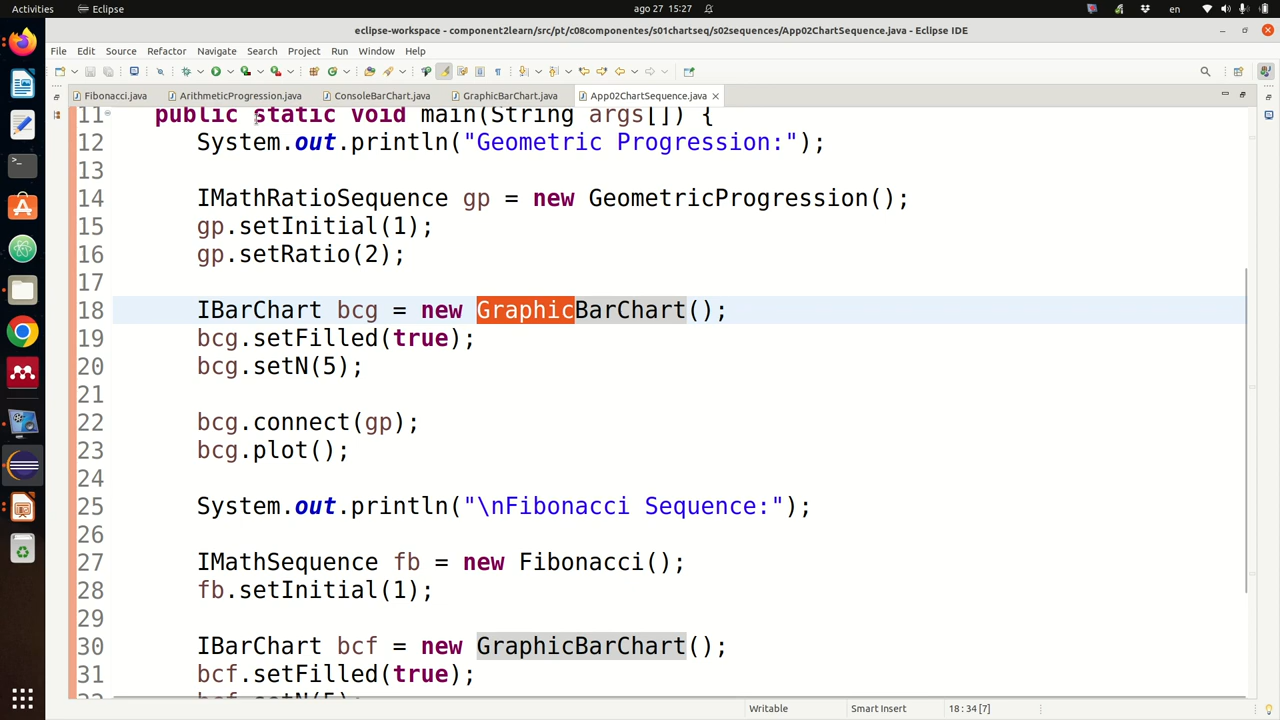 Activities
Eclipse
ago 27 15:27
en
eclipse-workspace - component2learn/src/pt/c08componentes/s01chartseq/s02sequences/App02ChartSequence.java - Eclipse IDE
File Edit Source Refactor Navigate Search Project Run Window Help
Fibonacci.java ArithmeticProgression.java ConsoleBarChart.java GraphicBarChart.java App02ChartSequence.java
11 public static void main(String args[]) {
12 System.out.println("Geometric Progression:");
13
14 IMathRatioSequence gp = new GeometricProgression();
15 gp.setInitial(1);
16 gp.setRatio(2);
17
18 IBarChart bcg = new GraphicBarChart();
19 bcg.setFilled(true);
20 bcg.setN(5);
21
22 bcg.connect(gp);
23 bcg.plot();
24
25 System.out.println("\nFibonacci Sequence:");
26
27 IMathSequence fb = new Fibonacci();
28 fb.setInitial(1);
29
30 IBarChart bcf = new GraphicBarChart();
31 bcf.setFilled(true);
32 bcf.setN(5);
Writable Smart Insert 18 : 34 [7]